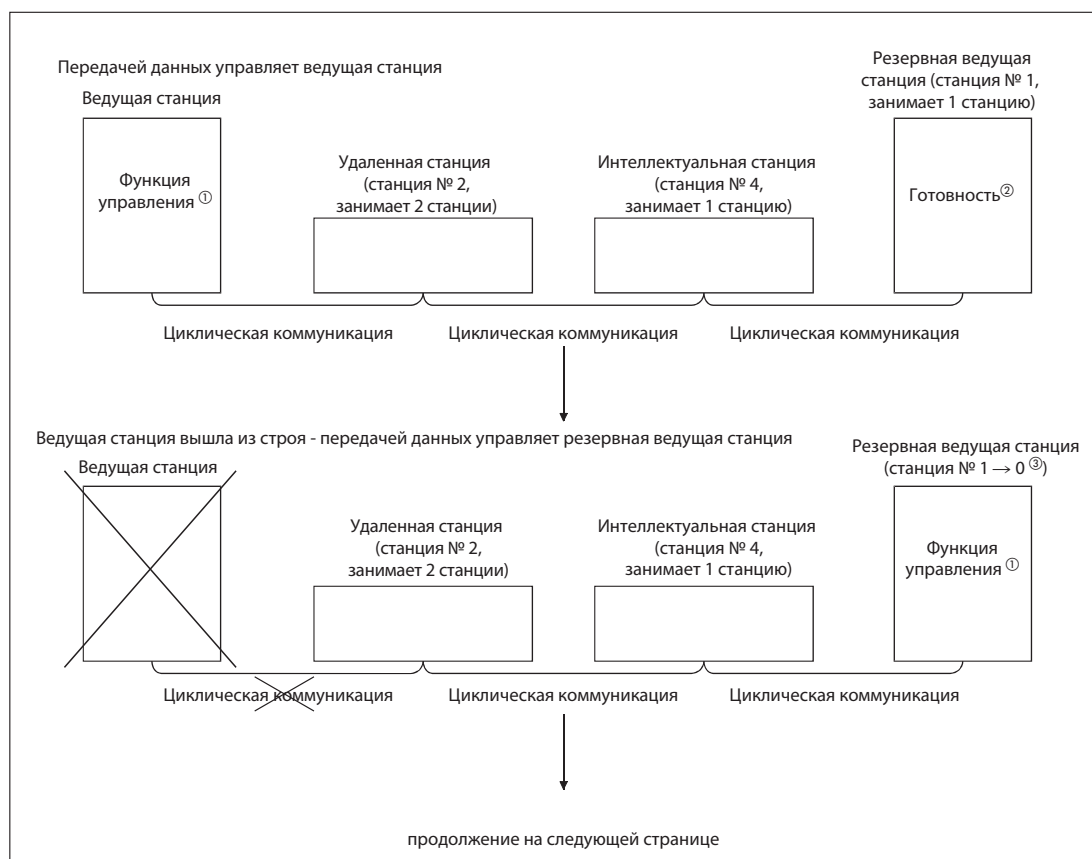 Передачей данных управляет ведущая станция
Резервная ведущая
станция (станция № 1,
занимает 1 станцию)
Ведущая станция
Удаленная станция
(станция № 2,
занимает 2 станции)
Интеллектуальная станция
(станция № 4,
занимает 1 станцию)
Функция
управления ①
Готовность②
Циклическая коммуникация
Циклическая коммуникация
Циклическая коммуникация
Ведущая станция вышла из строя - передачей данных управляет резервная ведущая станция
Ведущая станция
Резервная ведущая станция
(станция № 1 → 0 ③)
Удаленная станция
(станция № 2,
занимает 2 станции)
Интеллектуальная станция
(станция № 4,
занимает 1 станцию)
Функция
управления ①
Циклическая коммуникация
Циклическая коммуникация
Циклическая коммуникация
продолжение на следующей странице